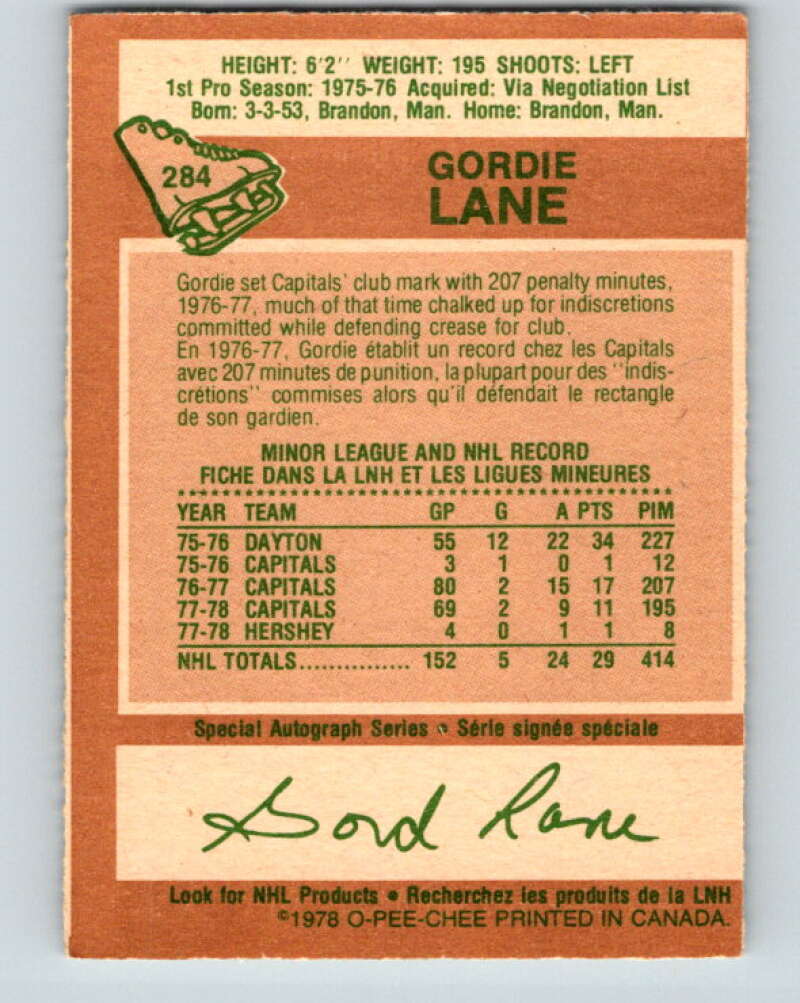 HEIGHT: 6'2'' WEIGHT: 195 SHOOTS: LEFT
1st Pro Season: 1975-76 Acquired: Via Negotiation List
Born: 3-3-53, Brandon, Man. Home: Brandon, Man.
284
GORDIE
LANE
Gordie set Capitals' club mark with 207 penalty minutes,
1976-77, much of that time chalked up for indiscretions
committed while defending crease for club.
En 1976-77, Gordie établit un record chez les Capitals
avec 207 minutes de punition, la plupart pour des "indis-
crétions" commises alors qu'il défendait le rectangle
de son gardien.
MINOR LEAGUE AND NHL RECORD
FICHE DANS LA LNH ET LES LIGUES MINEURES
YEAR TEAM GP G A PTS PIM
75-76 DAYTON 55 12 22 34 227
75-76 CAPITALS 3 1 0 1 12
76-77 CAPITALS 80 2 15 17 207
77-78 CAPITALS 69 2 9 11 195
77-78 HERSHEY 4 0 1 1 8
NHL TOTALS............... 152 5 24 29 414
Special Autograph Series • Série signée spéciale
Gord Lane
Look for NHL Products • Recherchez les produits de la LNH
©1978 O-PEE-CHEE PRINTED IN CANADA.